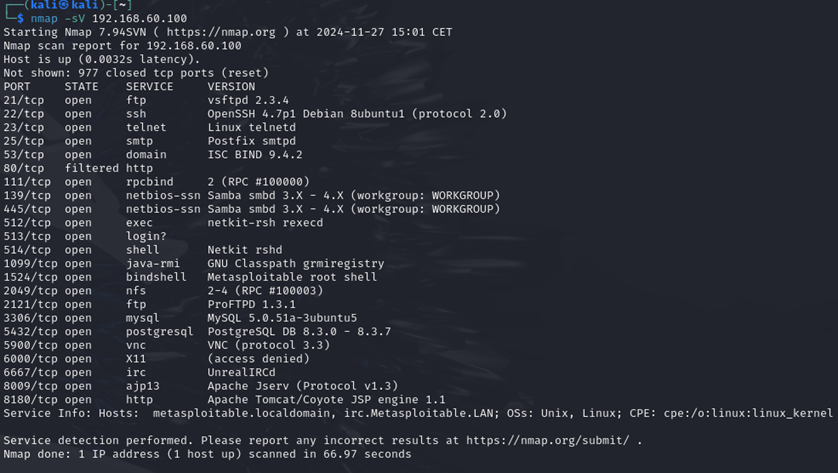 ┌──(kali㉿kali)-[~]
└─$ nmap -sV 192.168.60.100
Starting Nmap 7.94SVN ( https://nmap.org ) at 2024-11-27 15:01 CET
Nmap scan report for 192.168.60.100
Host is up (0.0032s latency).
Not shown: 977 closed tcp ports (reset)
PORT     STATE    SERVICE     VERSION
21/tcp   open     ftp         vsftpd 2.3.4
22/tcp   open     ssh         OpenSSH 4.7p1 Debian 8ubuntu1 (protocol 2.0)
23/tcp   open     telnet      Linux telnetd
25/tcp   open     smtp        Postfix smtpd
53/tcp   open     domain      ISC BIND 9.4.2
80/tcp   filtered http
111/tcp  open     rpcbind     2 (RPC #100000)
139/tcp  open     netbios-ssn Samba smbd 3.X - 4.X (workgroup: WORKGROUP)
445/tcp  open     netbios-ssn Samba smbd 3.X - 4.X (workgroup: WORKGROUP)
512/tcp  open     exec        netkit-rsh rexecd
513/tcp  open     login?
514/tcp  open     shell       Netkit rshd
1099/tcp open     java-rmi    GNU Classpath grmiregistry
1524/tcp open     bindshell   Metasploitable root shell
2049/tcp open     nfs         2-4 (RPC #100003)
2121/tcp open     ftp         ProFTPD 1.3.1
3306/tcp open     mysql       MySQL 5.0.51a-3ubuntu5
5432/tcp open     postgresql  PostgreSQL DB 8.3.0 - 8.3.7
5900/tcp open     vnc         VNC (protocol 3.3)
6000/tcp open     X11         (access denied)
6667/tcp open     irc         UnrealIRCd
8009/tcp open     ajp13       Apache Jserv (Protocol v1.3)
8180/tcp open     http        Apache Tomcat/Coyote JSP engine 1.1
Service Info: Hosts:  metasploitable.localdomain, irc.Metasploitable.LAN; OSs: Unix, Linux; CPE: cpe:/o:linux:linux_kernel

Service detection performed. Please report any incorrect results at https://nmap.org/submit/ .
Nmap done: 1 IP address (1 host up) scanned in 66.97 seconds